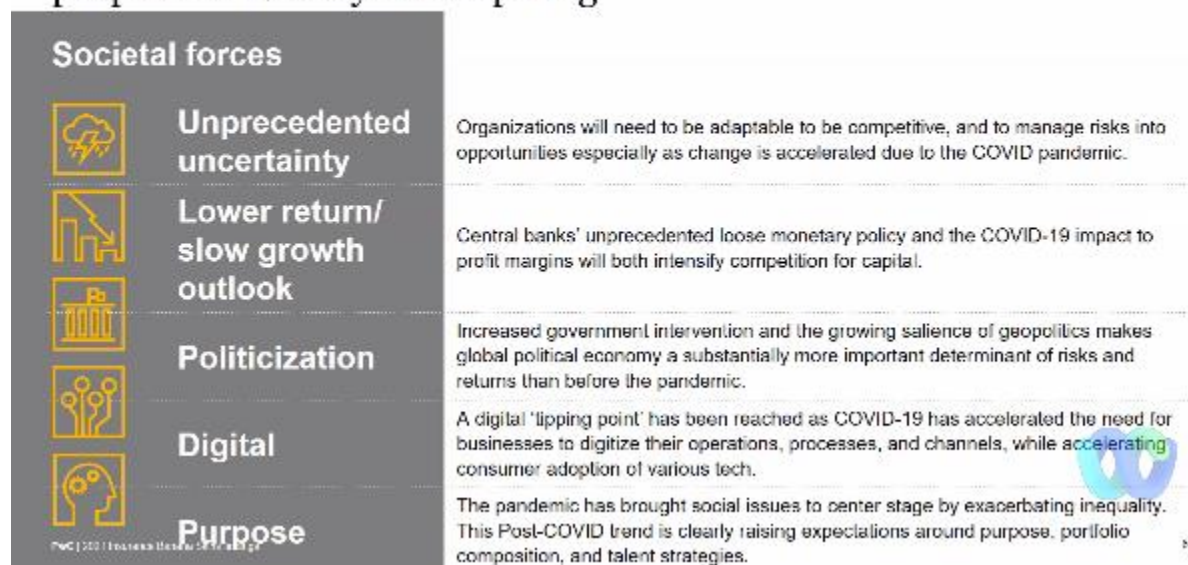 Societal forces
Unprecedented
uncertainty
Organizations will need to be adaptable to be competitive, and to manage risks into
opportunities especially as change is accelerated due to the COVID pandemic.
Lower return/
slow growth
outlook
Central banks' unprecedented loose monetary policy and the COVID-19 impact to
profit margins will both intensify competition for capital.
Politicization
Increased government intervention and the growing salience of geopolitics makes
global political economy a substantially more important determinant of risks and
returns than before the pandemic.
Digital
A digital 'tipping point' has been reached as COVID-19 has accelerated the need for
businesses to digitize their operations, processes, and channels, while accelerating
consumer adoption of various tech.
Purpose
The pandemic has brought social issues to center stage by exacerbating inequality.
This Post-COVID trend is clearly raising expectations around purpose, portfolio
composition, and talent strategies.
PwC |